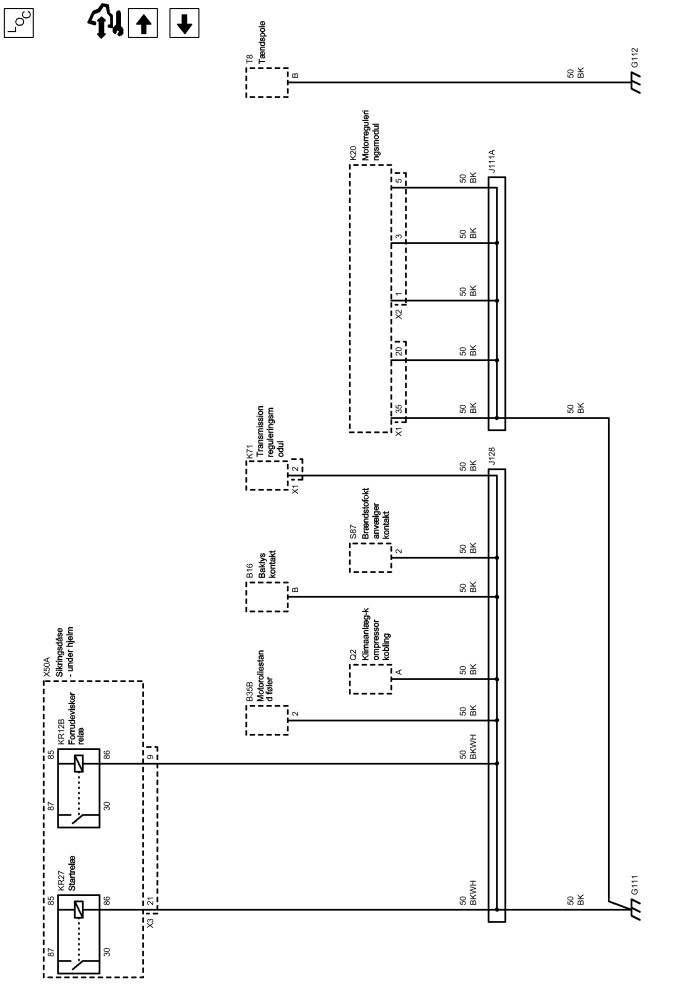 LOC
T8
Tændspole
B
50
BK
G112
K20
Motorreguleri
ngsmodul
5
50
BK
J111A
3
50
BK
1
X2
50
BK
20
50
BK
35
X1
50
BK
50
BK
K71
Transmission
reguleringsm
odul
2
X1
50
BK
J128
S87
Brændstofokt
anvælger
kontakt
2
50
BK
B16
Baklys
kontakt
B
50
BK
Q2
Klimaanlæg-k
ompressor
kobling
A
50
BK
B35B
Motoroliestan
d føler
2
50
BK
X50A
Sikringsdåse
- under hjelm
KR12B
Forrudevisker
relæ
85
86
87
30
9
50
BKWH
KR27
Startrelæ
85
86
87
30
21
X3
50
BKWH
50
BK
G111